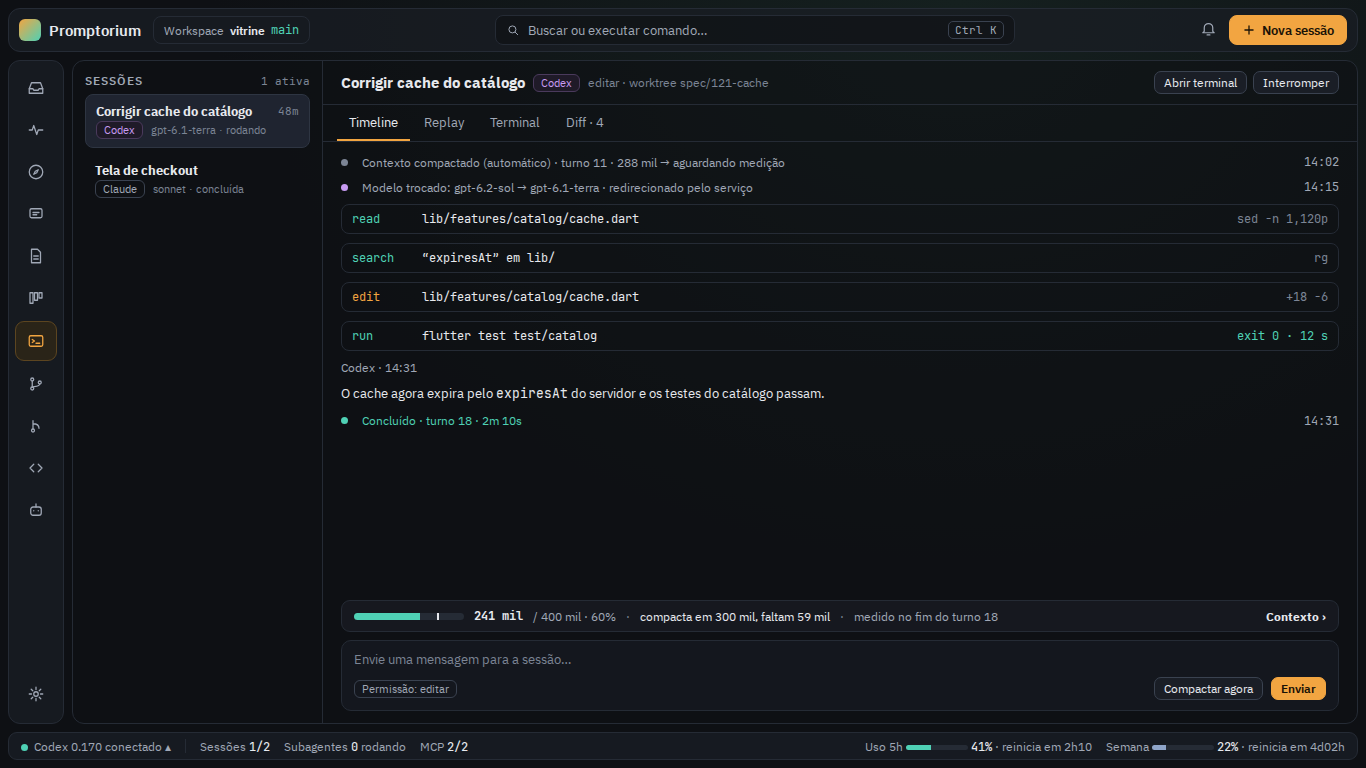 Promptorium
Workspace vitrine main
Buscar ou executar comando...
Ctrl K
+ Nova sessão
SESSÕES 1 ativa
Corrigir cache do catálogo 48m
Codex gpt-6.1-terra · rodando
Tela de checkout
Claude sonnet · concluída
Corrigir cache do catálogo Codex editar · worktree spec/121-cache
Abrir terminal Interromper
Timeline Replay Terminal Diff · 4
Contexto compactado (automático) · turno 11 · 288 mil → aguardando medição 14:02
Modelo trocado: gpt-6.2-sol → gpt-6.1-terra · redirecionado pelo serviço 14:15
read lib/features/catalog/cache.dart sed -n 1,120p
search “expiresAt” em lib/ rg
edit lib/features/catalog/cache.dart +18 -6
run flutter test test/catalog exit 0 · 12 s
Codex · 14:31
O cache agora expira pelo expiresAt do servidor e os testes do catálogo passam.
Concluído · turno 18 · 2m 10s 14:31
241 mil / 400 mil · 60% · compacta em 300 mil, faltam 59 mil · medido no fim do turno 18 Contexto ›
Envie uma mensagem para a sessão...
Permissão: editar Compactar agora Enviar
Codex 0.170 conectado ▴ Sessões 1/2 Subagentes 0 rodando MCP 2/2 Uso 5h 41% · reinicia em 2h10 Semana 22% · reinicia em 4d02h